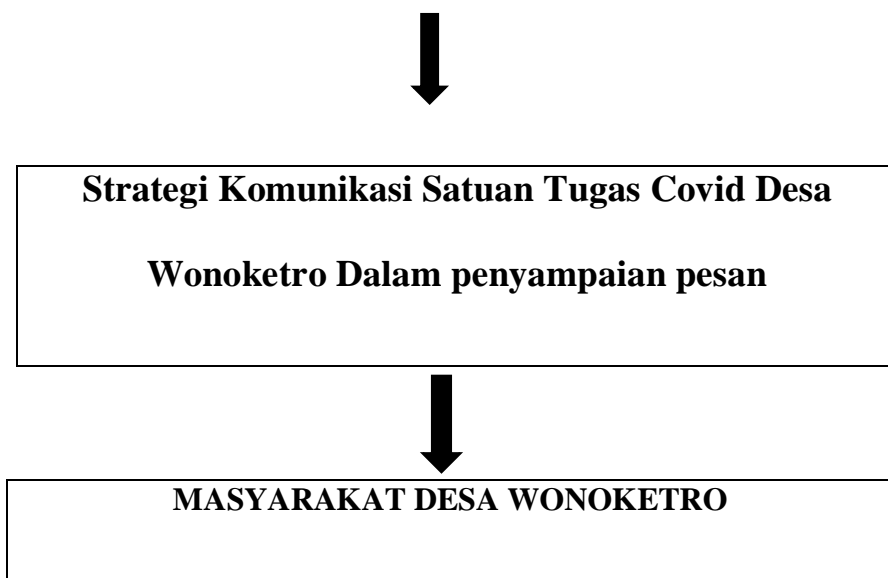 Strategi Komunikasi Satuan Tugas Covid Desa
Wonoketro Dalam penyampaian pesan
MASYARAKAT DESA WONOKETRO